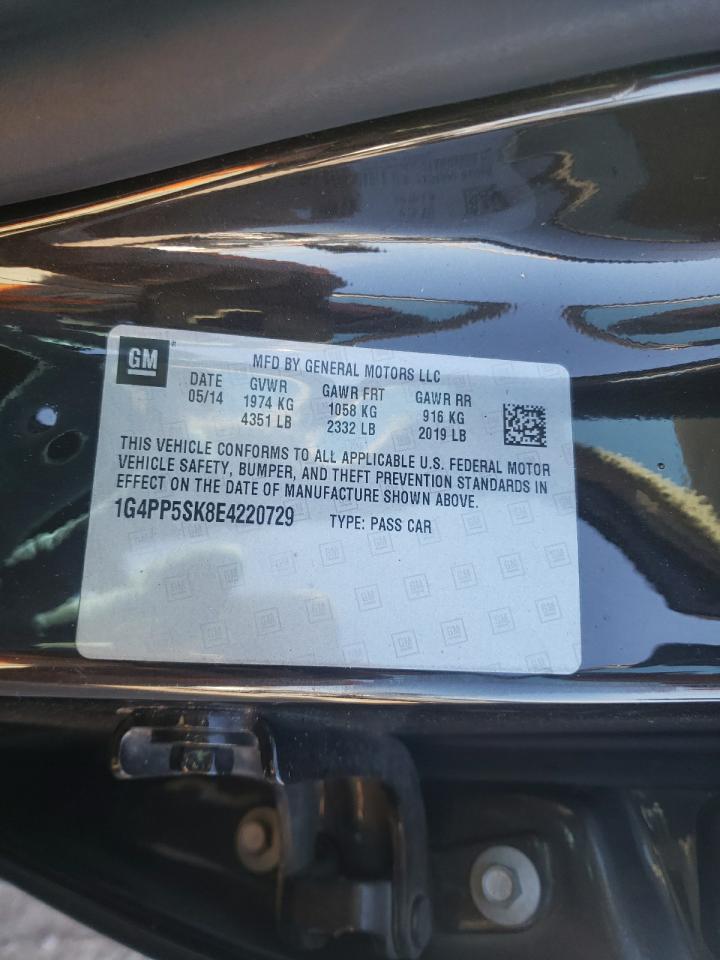 GM
MFD BY GENERAL MOTORS LLC
DATE GVWR GAWR FRT GAWR RR
05/14 1974 KG 1058 KG 916 KG
4351 LB 2332 LB 2019 LB
THIS VEHICLE CONFORMS TO ALL APPLICABLE U.S. FEDERAL MOTOR
VEHICLE SAFETY, BUMPER, AND THEFT PREVENTION STANDARDS IN
EFFECT ON THE DATE OF MANUFACTURE SHOWN ABOVE.
1G4PP5SK8E4220729 TYPE: PASS CAR